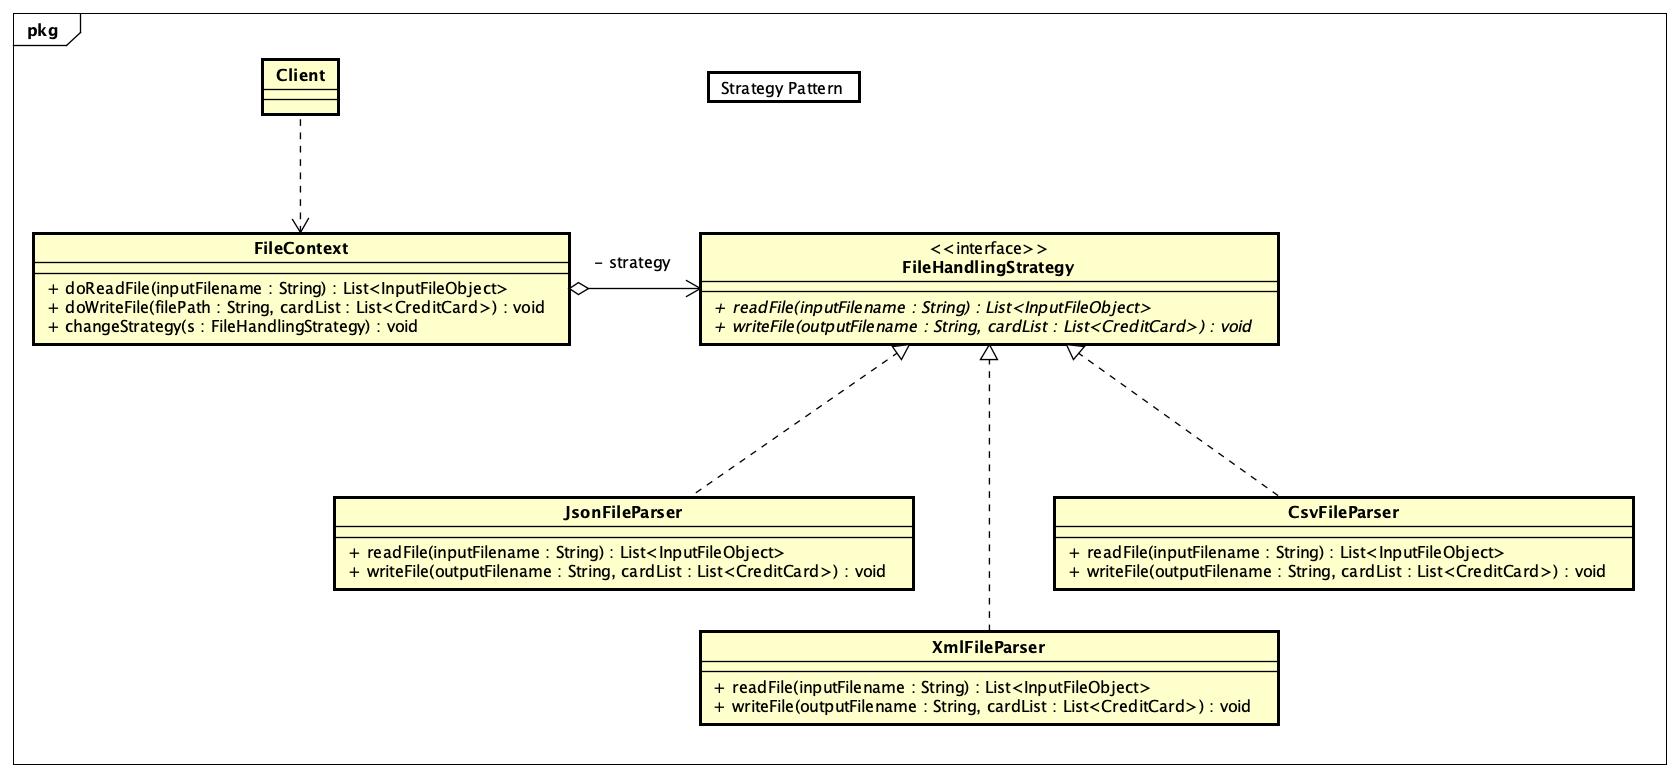 pkg
Client
Strategy Pattern
FileContext
+ doReadFile(inputFilename : String) : List<InputFileObject>
+ doWriteFile(filePath : String, cardList : List<CreditCard>) : void
+ changeStrategy(s : FileHandlingStrategy) : void
- strategy
<<interface>>
FileHandlingStrategy
+ readFile(inputFilename : String) : List<InputFileObject>
+ writeFile(outputFilename : String, cardList : List<CreditCard>) : void
JsonFileParser
+ readFile(inputFilename : String) : List<InputFileObject>
+ writeFile(outputFilename : String, cardList : List<CreditCard>) : void
CsvFileParser
+ readFile(inputFilename : String) : List<InputFileObject>
+ writeFile(outputFilename : String, cardList : List<CreditCard>) : void
XmlFileParser
+ readFile(inputFilename : String) : List<InputFileObject>
+ writeFile(outputFilename : String, cardList : List<CreditCard>) : void